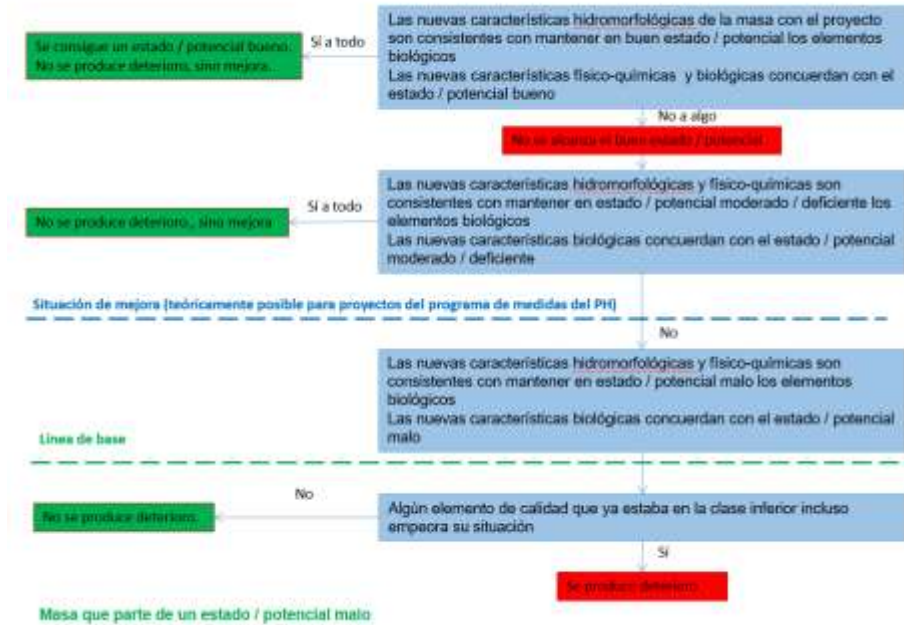 Las nuevas características hidromorfológicas de la masa con el proyecto
son consistentes con mantener en buen estado / potencial los elementos
biológicos
Las nuevas características físico-químicas y biológicas concuerdan con el
estado / potencial bueno
Sí a todo
Se consigue un estado / potencial bueno.
No se produce deterioro, sino mejora.
No a algo
No se alcanza el buen estado / potencial
Las nuevas características hidromorfológicas y físico-químicas son
consistentes con mantener en estado / potencial moderado / deficiente los
elementos biológicos
Las nuevas características biológicas concuerdan con el estado / potencial
moderado / deficiente
Sí a todo
No se produce deterioro, sino mejora
Situación de mejora (teóricamente posible para proyectos del programa de medidas del PH)
No
Las nuevas características hidromorfológicas y físico-químicas son
consistentes con mantener en estado / potencial malo los elementos
biológicos
Las nuevas características biológicas concuerdan con el estado / potencial
malo
Línea de base
No
No se produce deterioro.
Algún elemento de calidad que ya estaba en la clase inferior incluso
empeora su situación
Sí
Se produce deterioro
Masa que parte de un estado / potencial malo